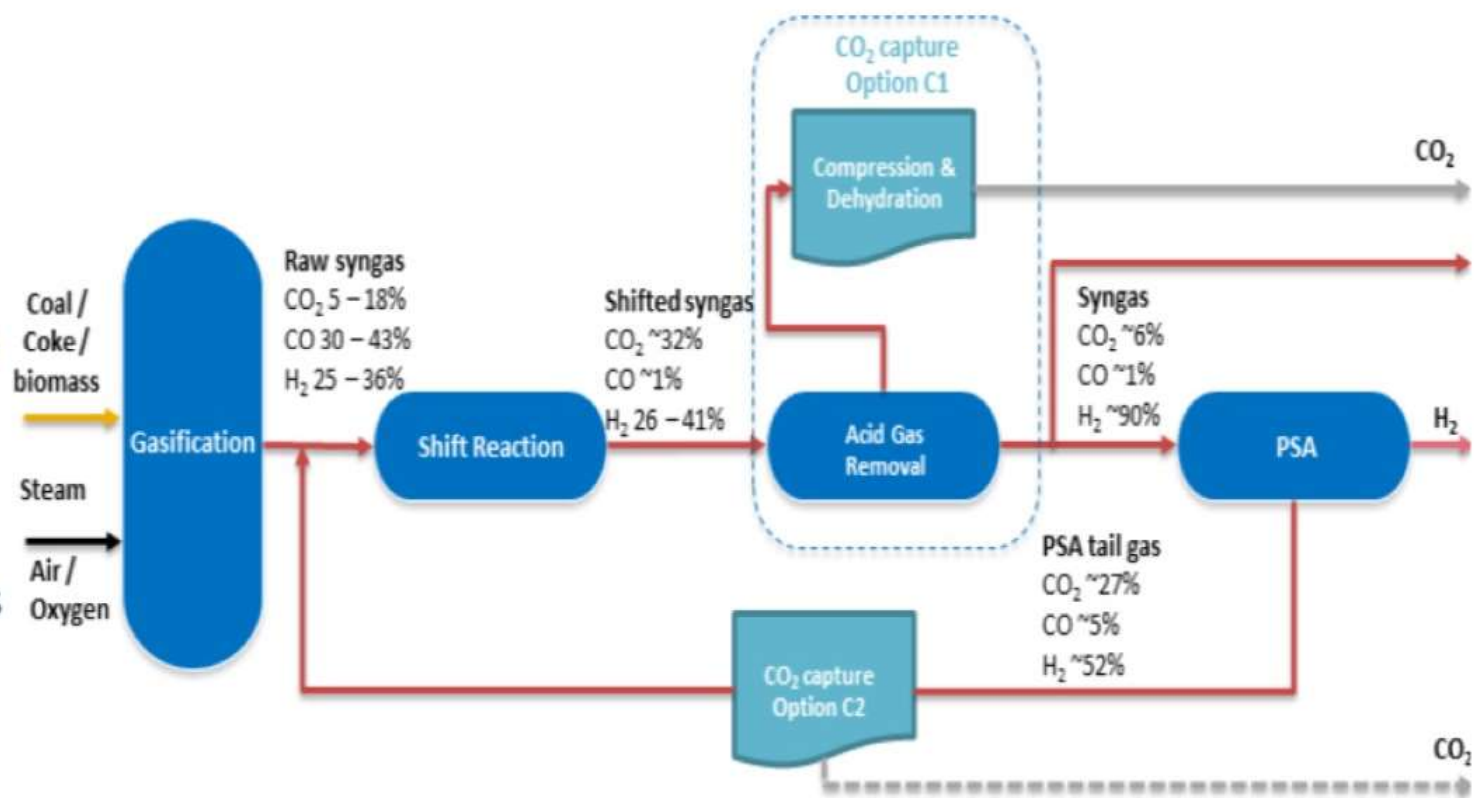 CO₂ capture
Option C1
Compression &
Dehydration
CO₂
Raw syngas
CO₂ 5 – 18%
CO 30 – 43%
H₂ 25 – 36%
Coal /
Coke /
biomass
Gasification
Steam
Air /
Oxygen
Shift Reaction
Shifted syngas
CO₂ ~32%
CO ~1%
H₂ 26 – 41%
Acid Gas
Removal
Syngas
CO₂ ~6%
CO ~1%
H₂ ~90%
PSA
H₂
PSA tail gas
CO₂ ~27%
CO ~5%
H₂ ~52%
CO₂ capture
Option C2
CO₂